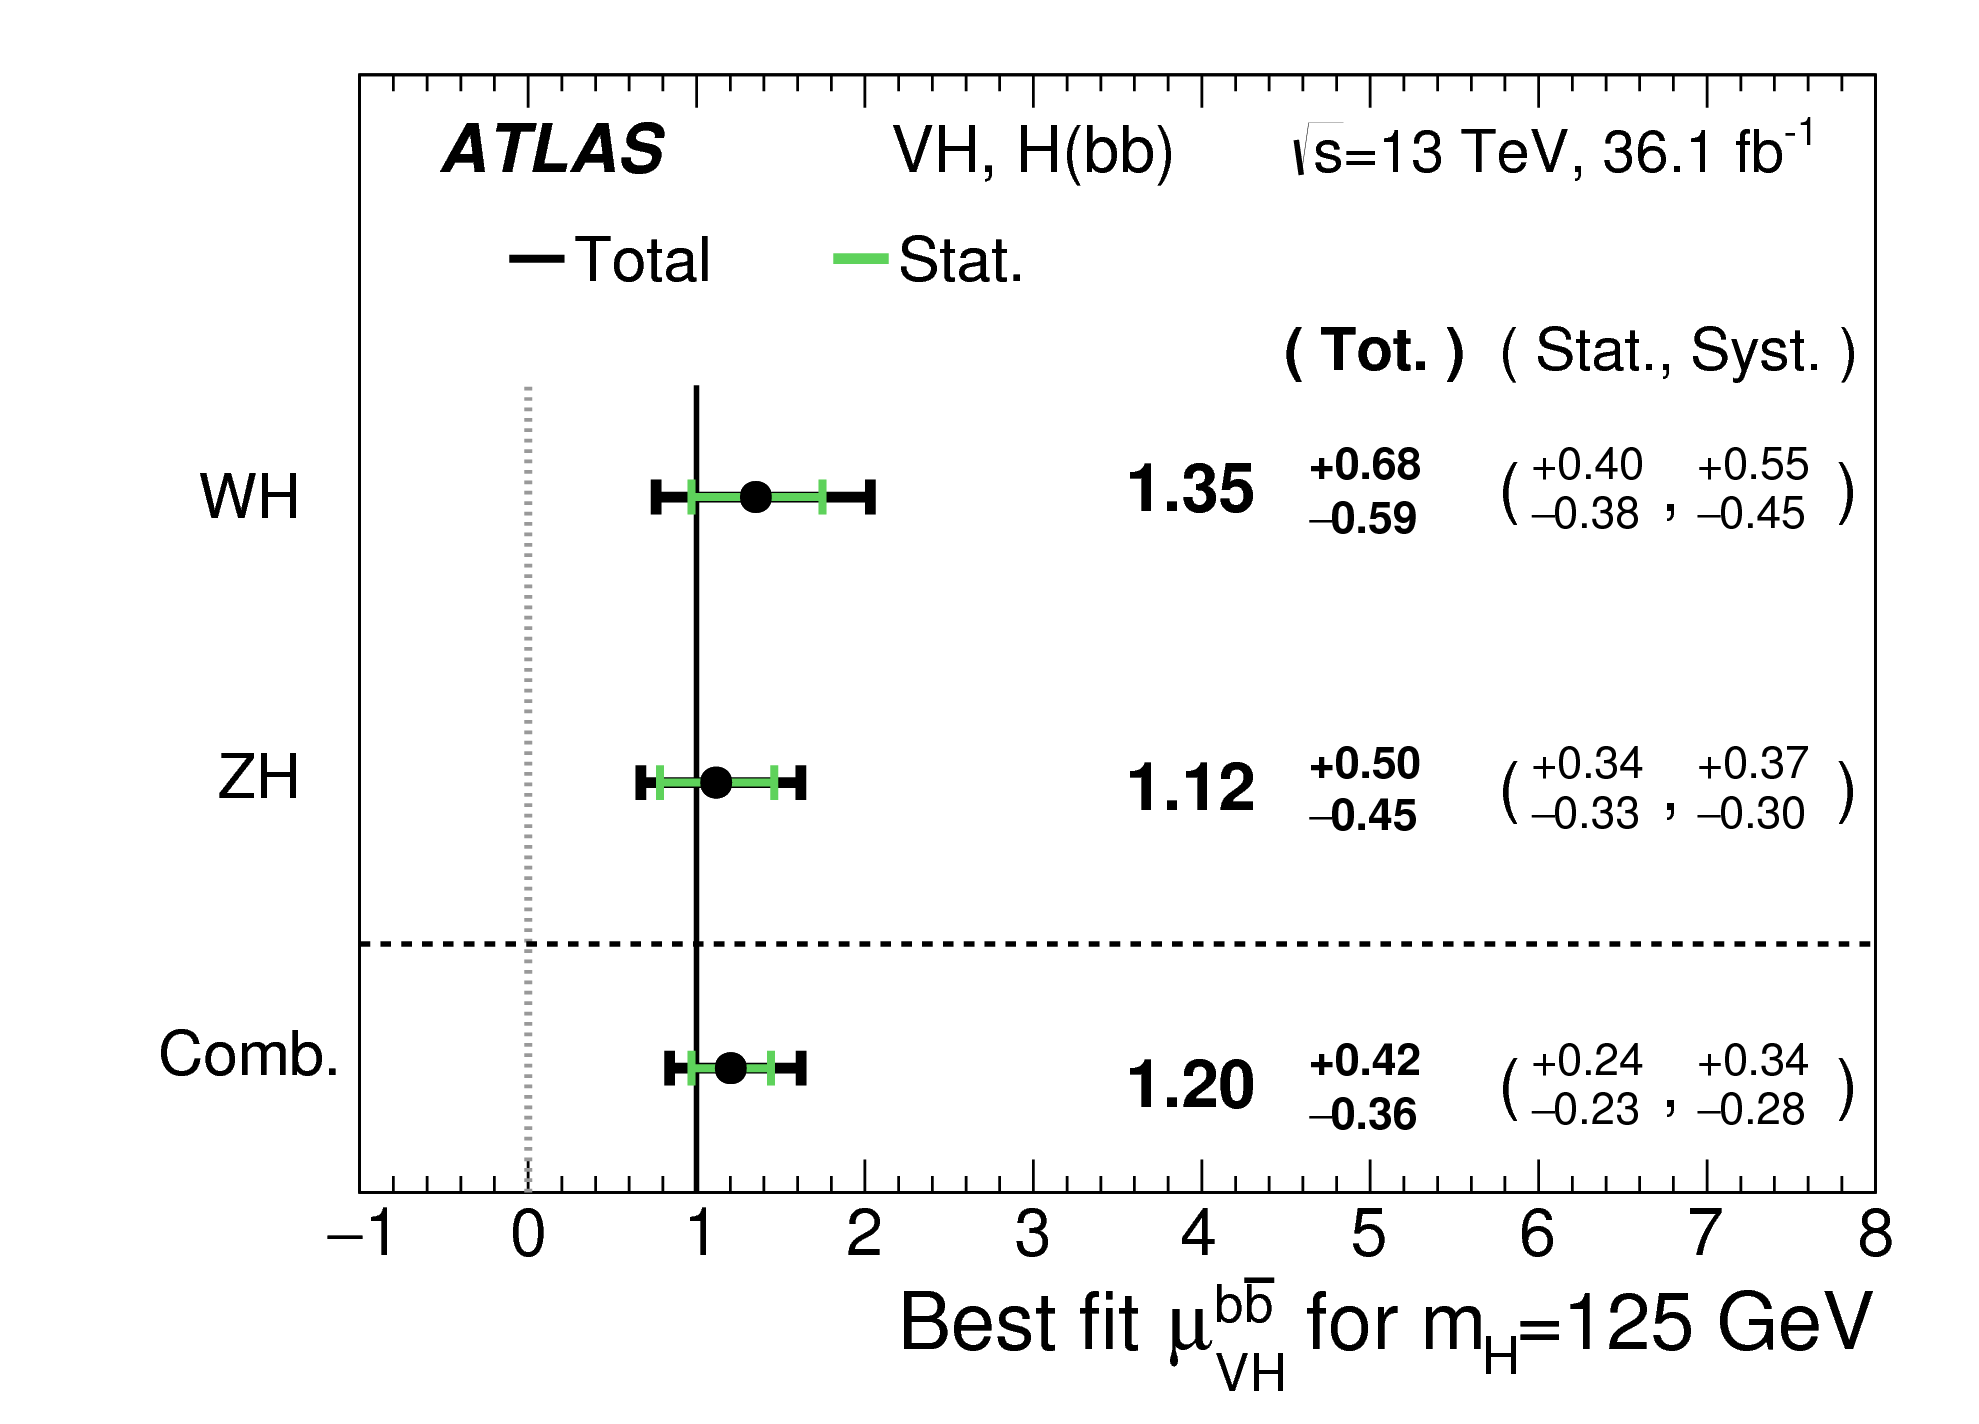 ATLAS VH, H(bb) √s=13 TeV, 36.1 fb-1
Total Stat.
( Tot. ) ( Stat., Syst. )
WH 1.35 +0.68 −0.59 ( +0.40 −0.38 , +0.55 −0.45 )
ZH 1.12 +0.50 −0.45 ( +0.34 −0.33 , +0.37 −0.30 )
Comb. 1.20 +0.42 −0.36 ( +0.24 −0.23 , +0.34 −0.28 )
−1 0 1 2 3 4 5 6 7 8
Best fit μ bb̅ VH for mH=125 GeV